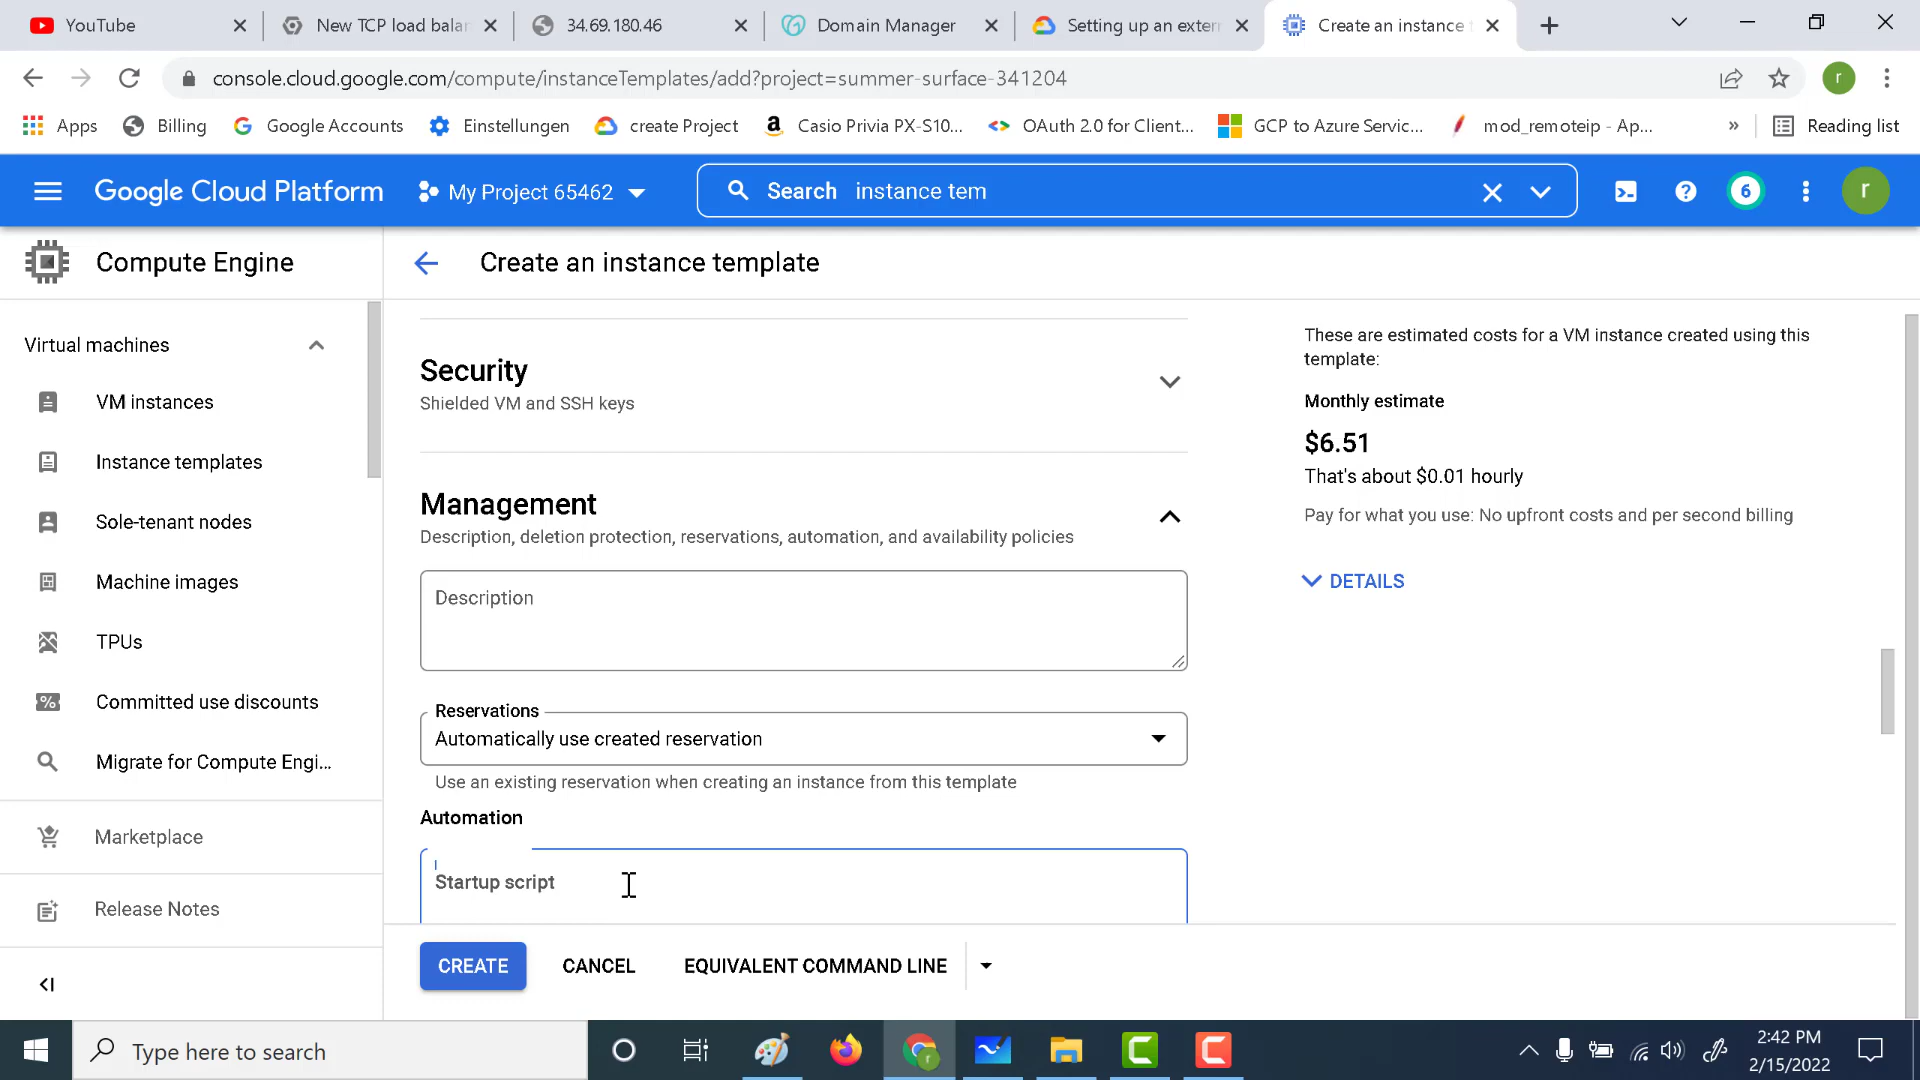 YouTube
New TCP load balan
34.69.180.46
Domain Manager
Setting up an extern
Create an instance t
console.cloud.google.com/compute/instanceTemplates/add?project=summer-surface-341204
r
Apps
Billing
Google Accounts
Einstellungen
create Project
Casio Privia PX-S10...
OAuth 2.0 for Client...
GCP to Azure Servic...
mod_remoteip - Ap...
»
Reading list
Google Cloud Platform
My Project 65462
Search instance tem
6
r
Compute Engine
Create an instance template
Virtual machines
VM instances
Instance templates
Sole-tenant nodes
Machine images
TPUs
Committed use discounts
Migrate for Compute Engi...
Marketplace
Release Notes
Security
Shielded VM and SSH keys
Management
Description, deletion protection, reservations, automation, and availability policies
Description
Reservations
Automatically use created reservation
Use an existing reservation when creating an instance from this template
Automation
Startup script
CREATE
CANCEL
EQUIVALENT COMMAND LINE
These are estimated costs for a VM instance created using this
template:
Monthly estimate
$6.51
That's about $0.01 hourly
Pay for what you use: No upfront costs and per second billing
DETAILS
Type here to search
2:42 PM
2/15/2022